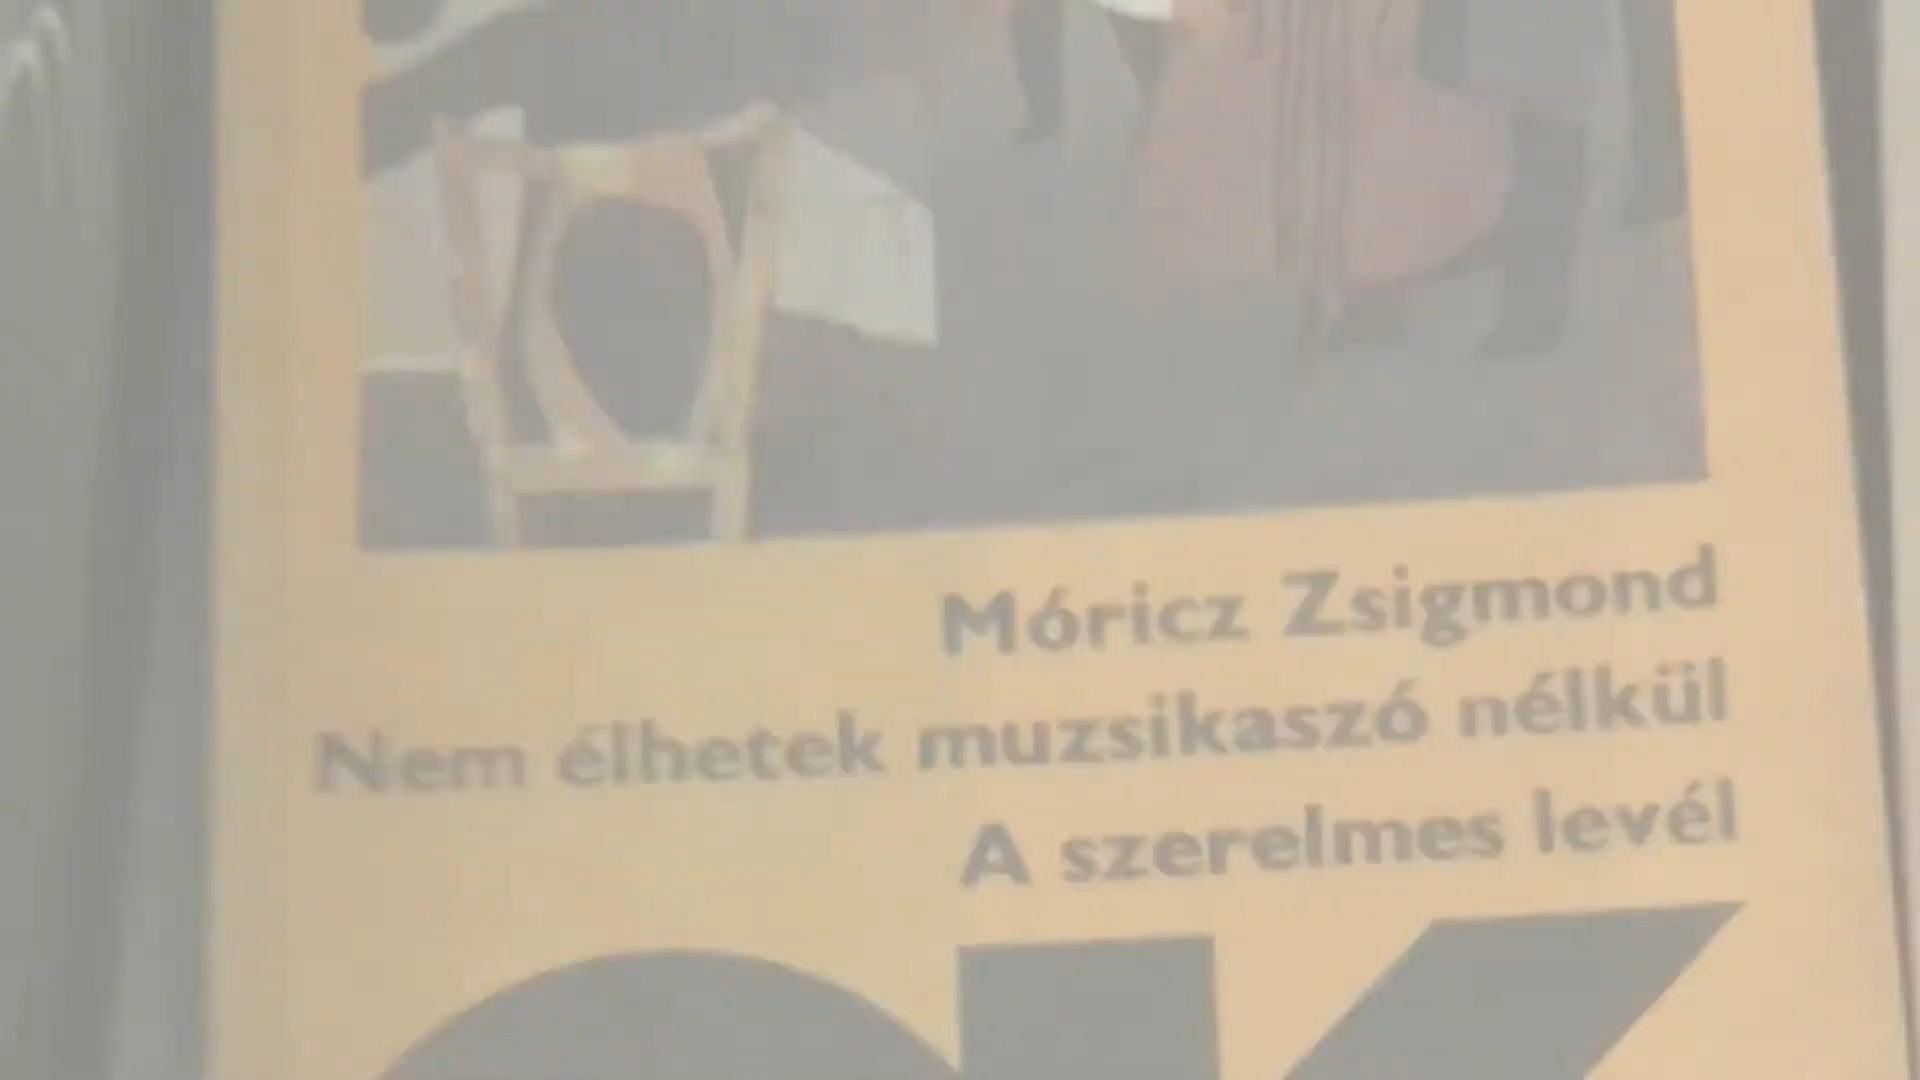 Móricz Zsigmond
Nem élhetek muzsikaszó nélkül
A szerelmes levél